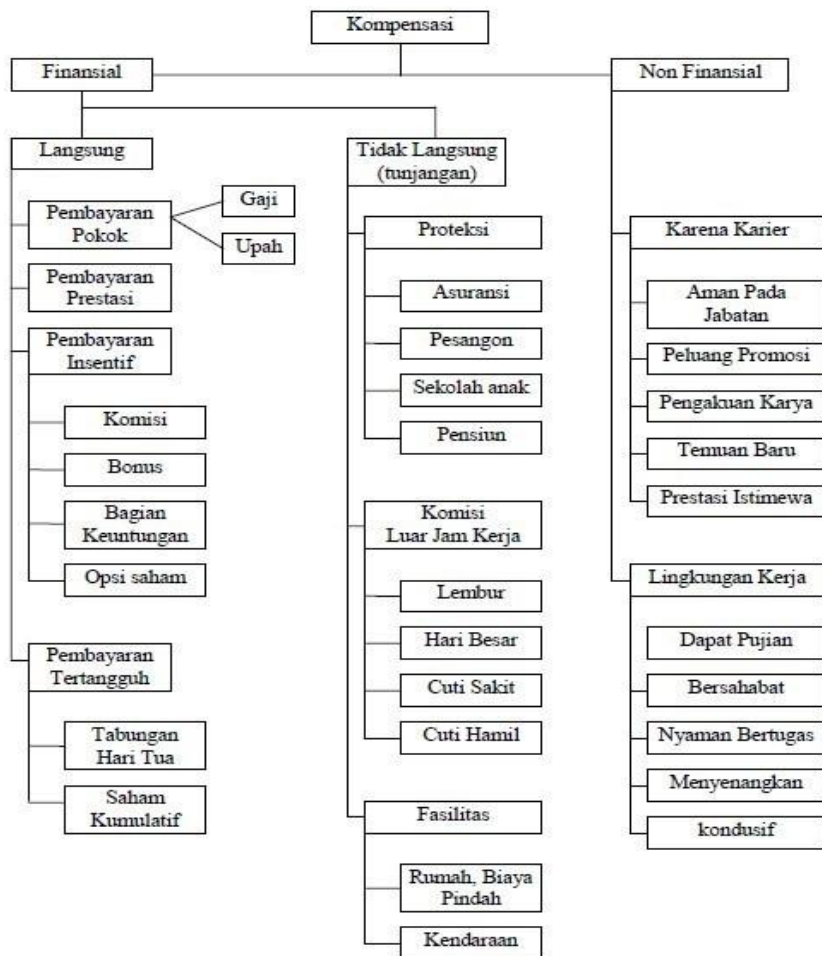 Kompensasi
Finansial
Non Finansial
Langsung
Tidak Langsung
(tunjangan)
Pembayaran
Pokok
Gaji
Upah
Pembayaran
Prestasi
Pembayaran
Insentif
Komisi
Bonus
Bagian
Keuntungan
Opsi saham
Pembayaran
Tertangguh
Tabungan
Hari Tua
Saham
Kumulatif
Proteksi
Asuransi
Pesangon
Sekolah anak
Pensiun
Komisi
Luar Jam Kerja
Lembur
Hari Besar
Cuti Sakit
Cuti Hamil
Fasilitas
Rumah, Biaya
Pindah
Kendaraan
Karena Karier
Aman Pada
Jabatan
Peluang Promosi
Pengakuan Karya
Temuan Baru
Prestasi Istimewa
Lingkungan Kerja
Dapat Pujian
Bersahabat
Nyaman Bertugas
Menyenangkan
kondusif